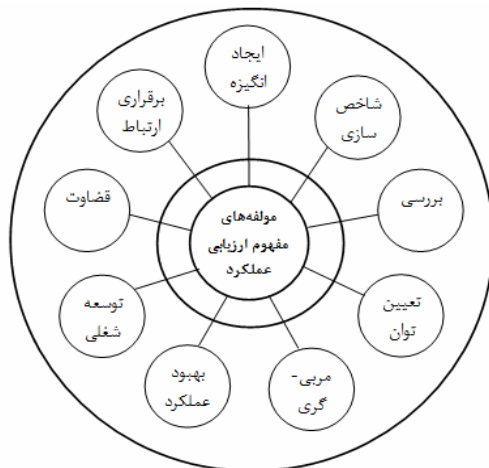 ایجاد
انگیزه
شاخص
سازی
بررسی
تعیین
توان
مربی-
گری
بهبود
عملکرد
توسعه
شغلی
قضاوت
برقراری
ارتباط
مولفه‌های
مفهوم ارزیابی
عملکرد